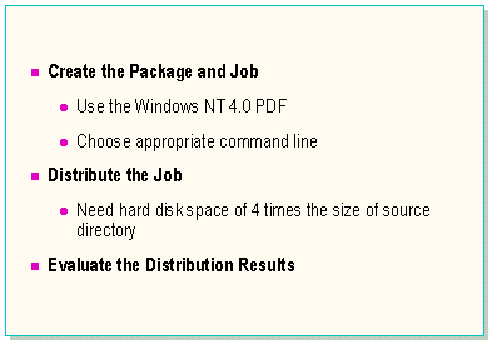 Create the Package and Job
Use the Windows NT 4.0 PDF
Choose appropriate command line
Distribute the Job
Need hard disk space of 4 times the size of source
directory
Evaluate the Distribution Results